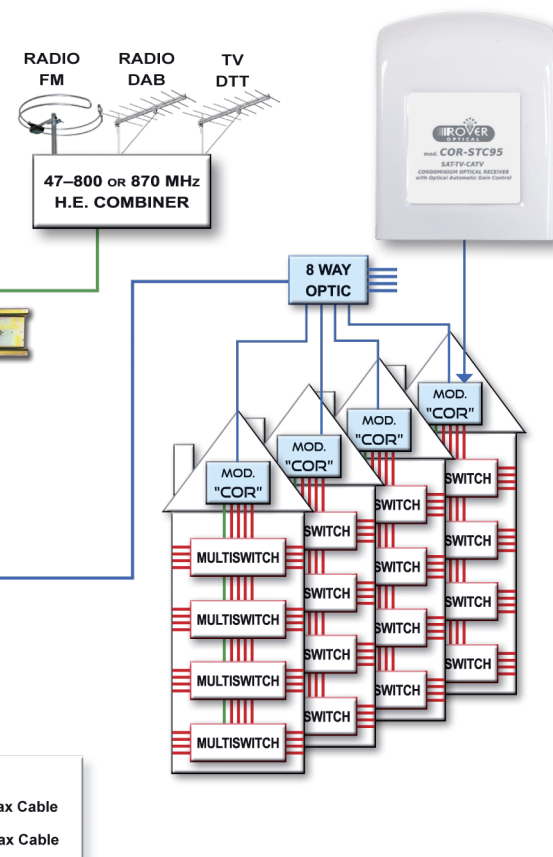 RADIO FM
RADIO DAB
TV DTT
47–800 OR 870 MHz
H.E. COMBINER
ROVER
OPTICAL
mod. COR-STC95
SAT-TV-CATV
CONDOMINIUM OPTICAL RECEIVER
with Optical Automatic Gain Control
8 WAY
OPTIC
MOD.
"COR"
MOD.
"COR"
MOD.
"COR"
MOD.
"COR"
SWITCH
SWITCH
SWITCH
SWITCH
SWITCH
SWITCH
SWITCH
SWITCH
SWITCH
SWITCH
SWITCH
SWITCH
MULTISWITCH
MULTISWITCH
MULTISWITCH
MULTISWITCH
ax Cable
ax Cable